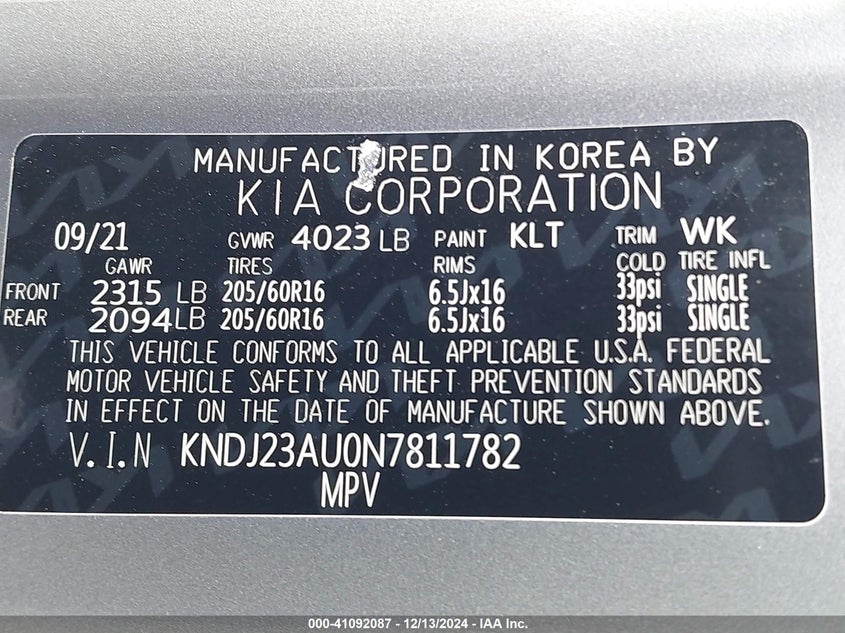 MANUFACTURED IN KOREA BY
KIA CORPORATION
09/21 GVWR 4023 LB PAINT KLT TRIM WK
GAWR TIRES RIMS COLD TIRE INFL
FRONT 2315 LB 205/60R16 6.5Jx16 33psi SINGLE
REAR 2094 LB 205/60R16 6.5Jx16 33psi SINGLE
THIS VEHICLE CONFORMS TO ALL APPLICABLE U.S.A. FEDERAL
MOTOR VEHICLE SAFETY AND THEFT PREVENTION STANDARDS
IN EFFECT ON THE DATE OF MANUFACTURE SHOWN ABOVE.
V.I.N KNDJ23AU0N7811782
MPV
000-41092087 - 12/13/2024 - IAA Inc.